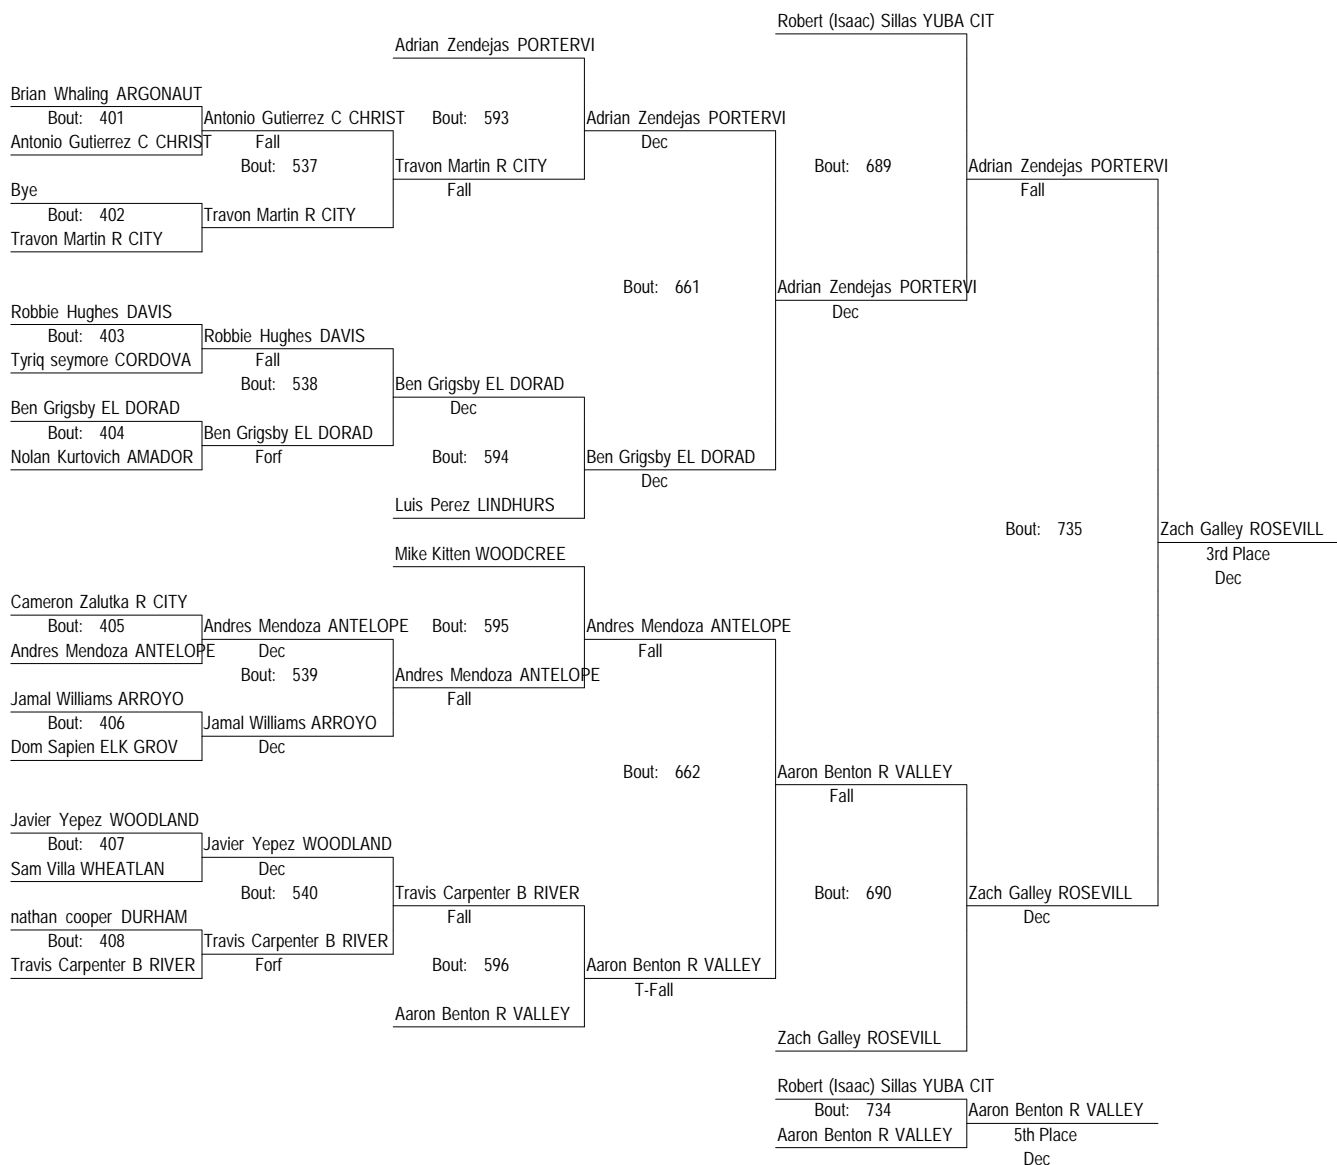 Robert (Isaac) Sillas YUBA CIT
Adrian Zendejas PORTERVI
Brian Whaling ARGONAUT
Bout: 401
Antonio Gutierrez C CHRIST
Antonio Gutierrez C CHRIST
Fall
Bout: 593
Adrian Zendejas PORTERVI
Dec
Bout: 537
Travon Martin R CITY
Fall
Bout: 689
Adrian Zendejas PORTERVI
Fall
Bye
Bout: 402
Travon Martin R CITY
Travon Martin R CITY
Bout: 661
Adrian Zendejas PORTERVI
Dec
Robbie Hughes DAVIS
Bout: 403
Tyriq seymore CORDOVA
Robbie Hughes DAVIS
Fall
Bout: 538
Ben Grigsby EL DORAD
Dec
Ben Grigsby EL DORAD
Bout: 404
Nolan Kurtovich AMADOR
Ben Grigsby EL DORAD
Forf
Bout: 594
Ben Grigsby EL DORAD
Dec
Luis Perez LINDHURS
Bout: 735
Zach Galley ROSEVILL
3rd Place
Dec
Mike Kitten WOODCREE
Cameron Zalutka R CITY
Bout: 405
Andres Mendoza ANTELOPE
Andres Mendoza ANTELOPE
Dec
Bout: 595
Andres Mendoza ANTELOPE
Fall
Bout: 539
Andres Mendoza ANTELOPE
Fall
Jamal Williams ARROYO
Bout: 406
Dom Sapien ELK GROV
Jamal Williams ARROYO
Dec
Bout: 662
Aaron Benton R VALLEY
Fall
Javier Yepez WOODLAND
Bout: 407
Sam Villa WHEATLAN
Javier Yepez WOODLAND
Dec
Bout: 540
Travis Carpenter B RIVER
Fall
Bout: 690
Zach Galley ROSEVILL
Dec
nathan cooper DURHAM
Bout: 408
Travis Carpenter B RIVER
Travis Carpenter B RIVER
Forf
Bout: 596
Aaron Benton R VALLEY
T-Fall
Aaron Benton R VALLEY
Zach Galley ROSEVILL
Robert (Isaac) Sillas YUBA CIT
Bout: 734
Aaron Benton R VALLEY
Aaron Benton R VALLEY
5th Place
Dec